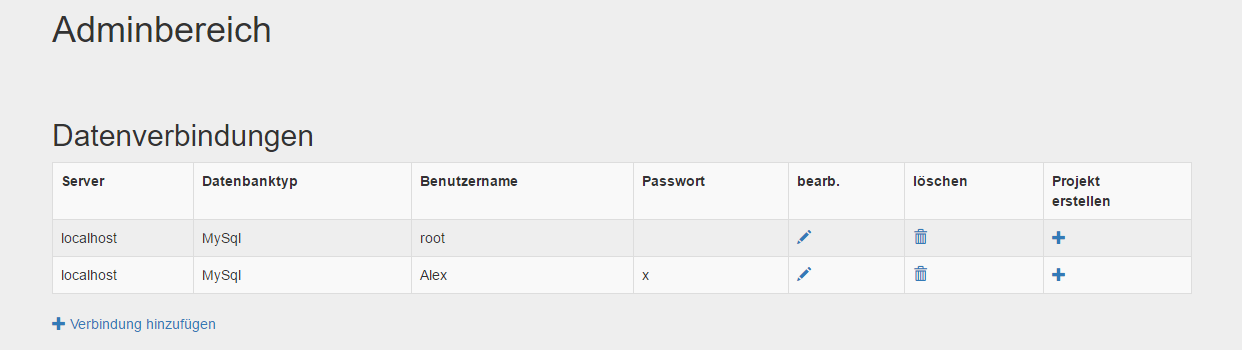 Adminbereich
Datenverbindungen
Server Datenbanktyp Benutzername Passwort bearb. löschen Projekt
erstellen
localhost MySql root
localhost MySql Alex x
Verbindung hinzufügen